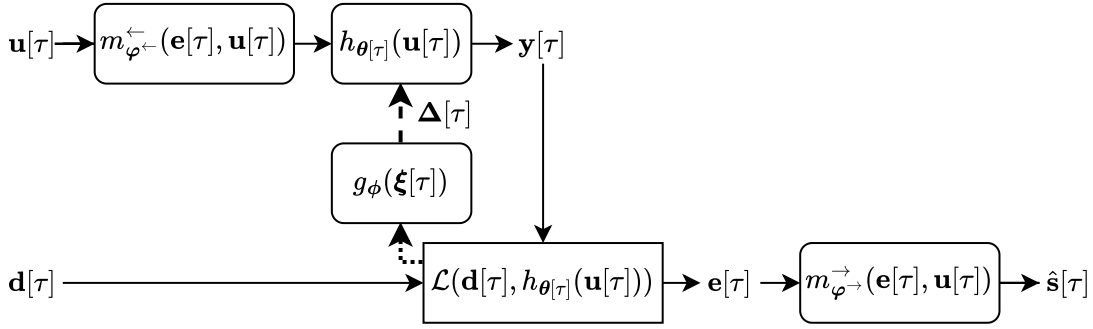 𝐮[τ] m^←_{𝛗^←}(𝐞[τ], 𝐮[τ]) h_{𝛉[τ]}(𝐮[τ]) 𝐲[τ]
𝚫[τ]
g_𝛟(𝛏[τ])
𝐝[τ] ℒ(𝐝[τ], h_{𝛉[τ]}(𝐮[τ])) 𝐞[τ] m^→_{𝛗^→}(𝐞[τ], 𝐮[τ]) 𝐬̂[τ]